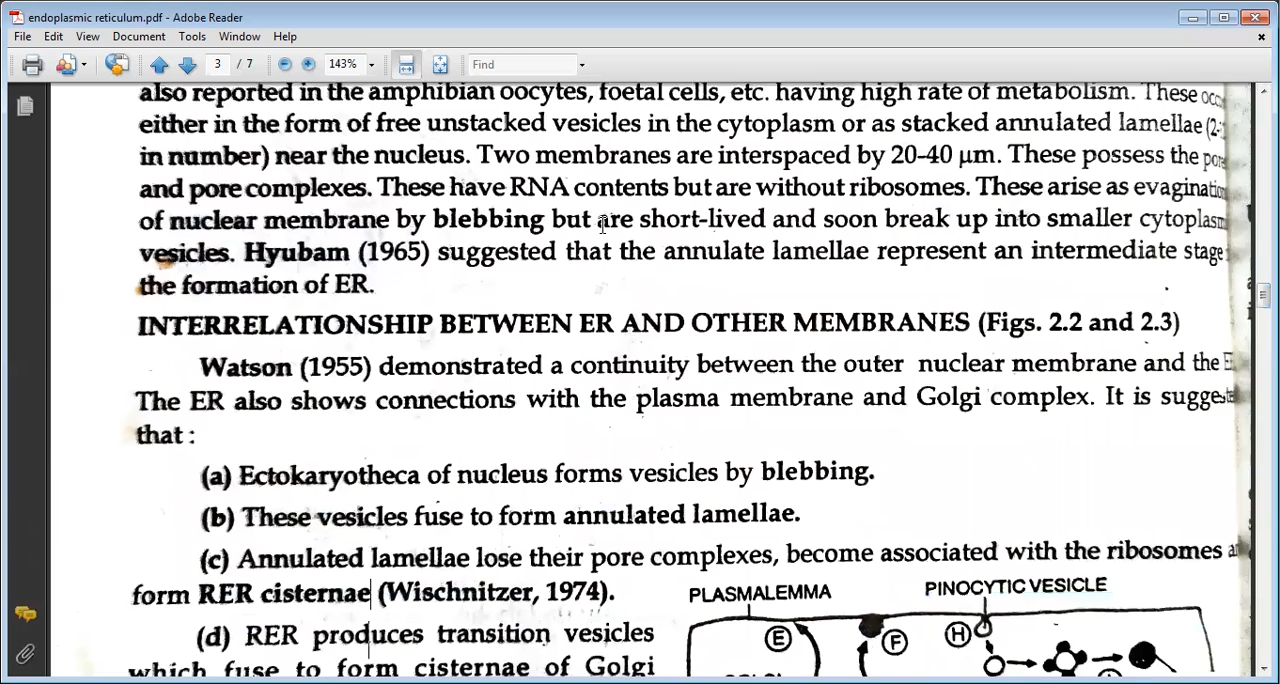 endoplasmic reticulum.pdf - Adobe Reader
File Edit View Document Tools Window Help
3 / 7 143% Find
also reported in the amphibian oocytes, foetal cells, etc. having high rate of metabolism. These
either in the form of free unstacked vesicles in the cytoplasm or as stacked annulated lamellae
in number) near the nucleus. Two membranes are interspaced by 20-40 µm. These possess the
and pore complexes. These have RNA contents but are without ribosomes. These arise as
of nuclear membrane by blebbing but are short-lived and soon break up into smaller
vesicles. Hyubam (1965) suggested that the annulate lamellae represent an intermediate stage
the formation of ER.
INTERRELATIONSHIP BETWEEN ER AND OTHER MEMBRANES (Figs. 2.2 and 2.3)
Watson (1955) demonstrated a continuity between the outer nuclear membrane and the
The ER also shows connections with the plasma membrane and Golgi complex. It is
that :
(a) Ectokaryotheca of nucleus forms vesicles by blebbing.
(b) These vesicles fuse to form annulated lamellae.
(c) Annulated lamellae lose their pore complexes, become associated with the ribosomes
form RER cisternae (Wischnitzer, 1974).
PLASMALEMMA PINOCYTIC VESICLE
(d) RER produces transition vesicles
E F H
which fuse to form cisternae of Golgi